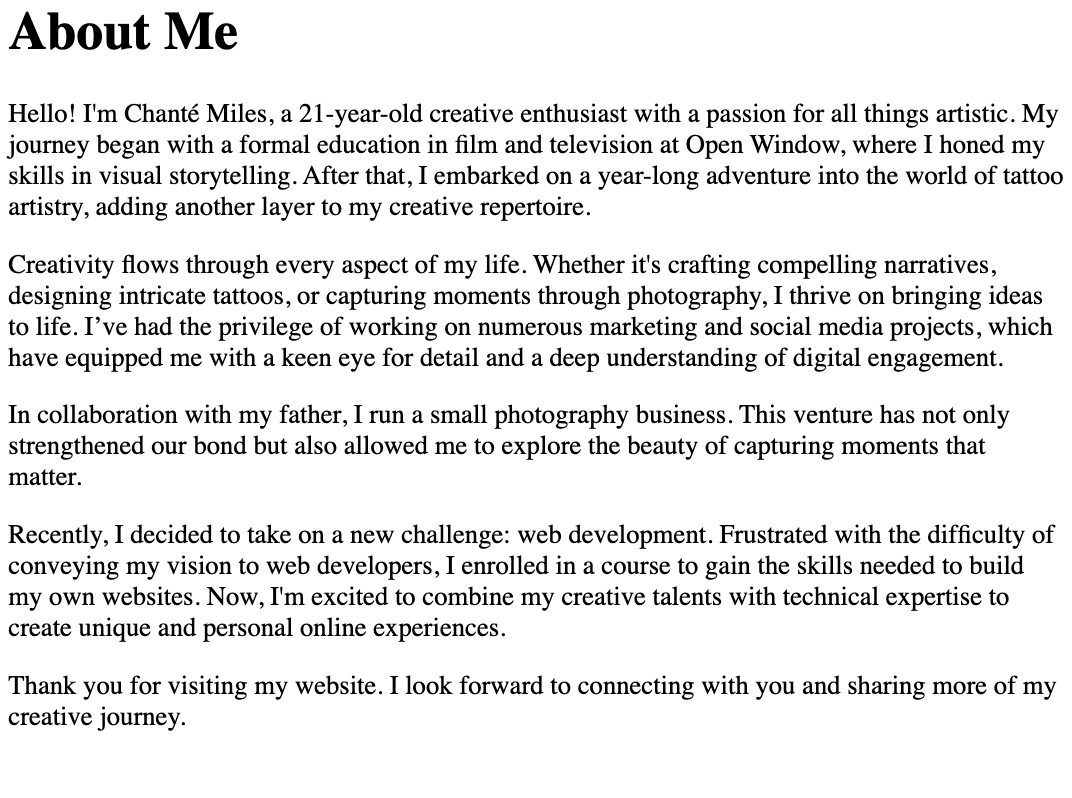 About Me
Hello! I'm Chanté Miles, a 21-year-old creative enthusiast with a passion for all things artistic. My
journey began with a formal education in film and television at Open Window, where I honed my
skills in visual storytelling. After that, I embarked on a year-long adventure into the world of tattoo
artistry, adding another layer to my creative repertoire.
Creativity flows through every aspect of my life. Whether it's crafting compelling narratives,
designing intricate tattoos, or capturing moments through photography, I thrive on bringing ideas
to life. I’ve had the privilege of working on numerous marketing and social media projects, which
have equipped me with a keen eye for detail and a deep understanding of digital engagement.
In collaboration with my father, I run a small photography business. This venture has not only
strengthened our bond but also allowed me to explore the beauty of capturing moments that
matter.
Recently, I decided to take on a new challenge: web development. Frustrated with the difficulty of
conveying my vision to web developers, I enrolled in a course to gain the skills needed to build
my own websites. Now, I'm excited to combine my creative talents with technical expertise to
create unique and personal online experiences.
Thank you for visiting my website. I look forward to connecting with you and sharing more of my
creative journey.